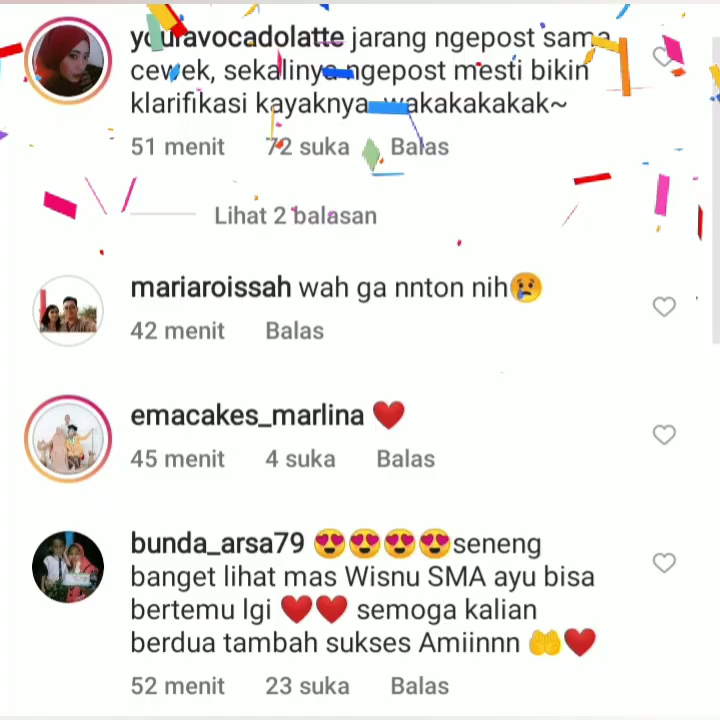 youravocadolatte jarang ngepost sama
cewek, sekalinya ngepost mesti bikin
klarifikasi kayaknya wakakakakak~
51 menit 72 suka Balas
Lihat 2 balasan
mariaroissah wah ga nnton nih😢
42 menit Balas
emacakes_marlina ❤️
45 menit 4 suka Balas
bunda_arsa79 😍😍😍😍seneng
banget lihat mas Wisnu SMA ayu bisa
bertemu lgi ❤️❤️ semoga kalian
berdua tambah sukses Amiinnn 🤲❤️
52 menit 23 suka Balas